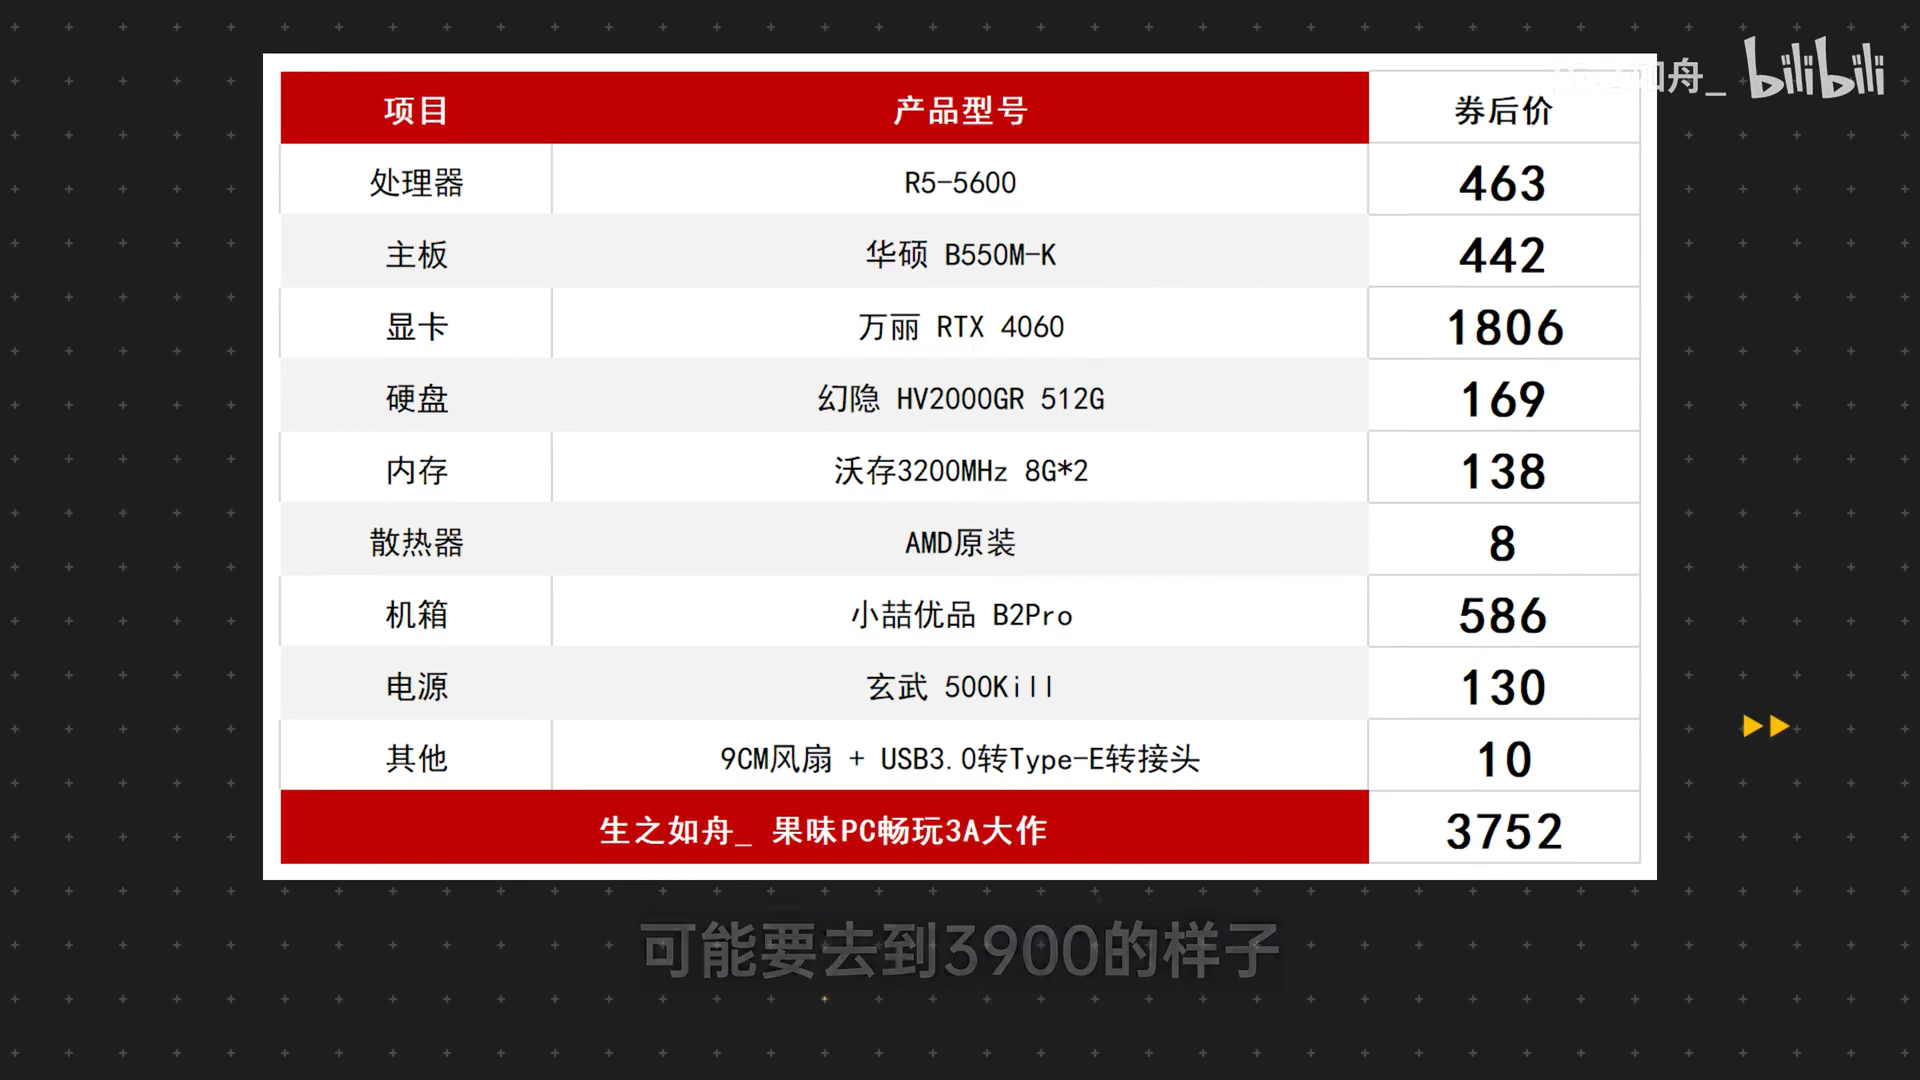 舟_ bilibili
项目 产品型号 券后价
处理器 R5-5600 463
主板 华硕 B550M-K 442
显卡 万丽 RTX 4060 1806
硬盘 幻隐 HV2000GR 512G 169
内存 沃存3200MHz 8G*2 138
散热器 AMD原装 8
机箱 小喆优品 B2Pro 586
电源 玄武 500Kill 130
其他 9CM风扇 + USB3.0转Type-E转接头 10
生之如舟_ 果味PC畅玩3A大作 3752
可能要去到3900的样子